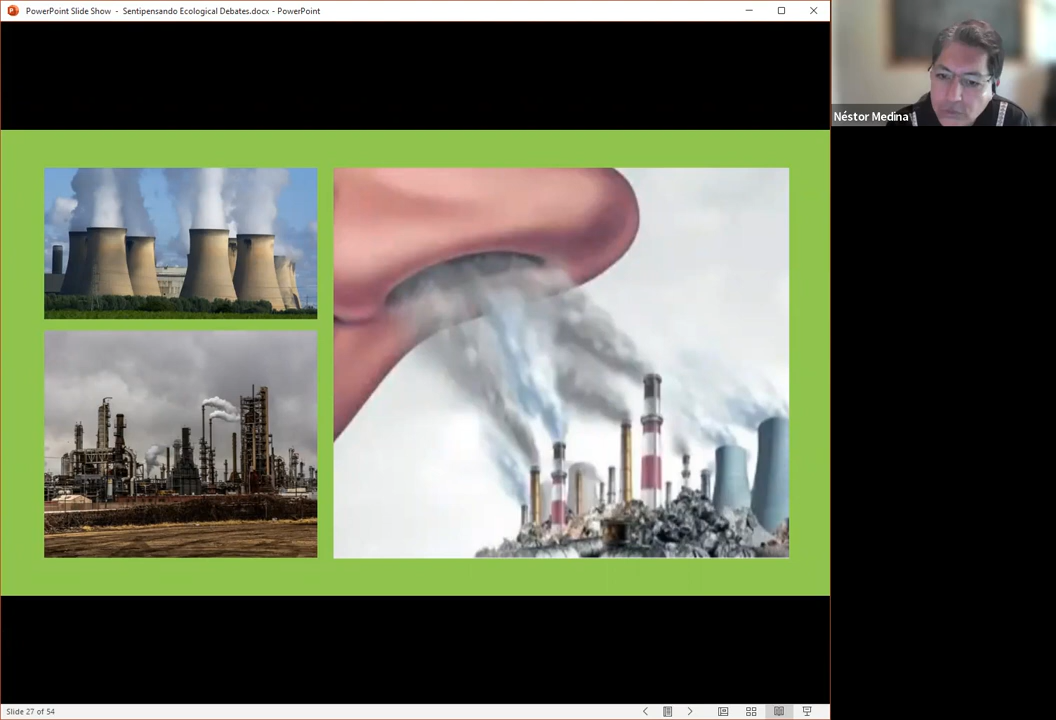 PowerPoint Slide Show - Sentipensando Ecological Debates.docx - PowerPoint
Néstor Medina
Slide 27 of 54